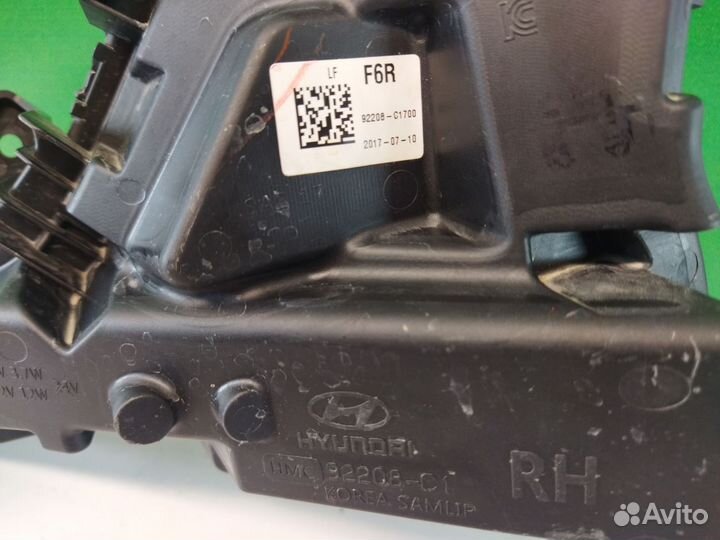 LF F6R
92208-C1700
2017-07-10
HYUNDAI
HMC 92208-C1
KOREA SAMLIP
RH
Avito